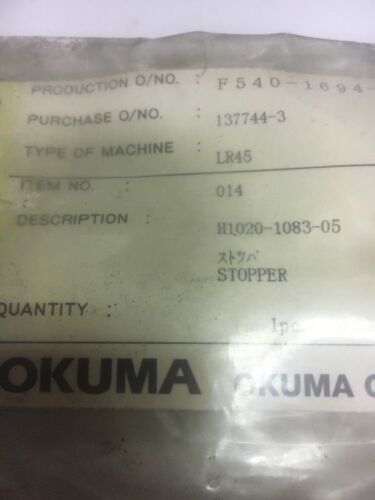 PRODUCTION O/NO. : F540-1694-
PURCHASE O/NO. : 137744-3
TYPE OF MACHINE : LR45
ITEM NO. : 014
DESCRIPTION : H1020-1083-05
ストツパ
STOPPER
QUANTITY : 1pc
OKUMA OKUMA C